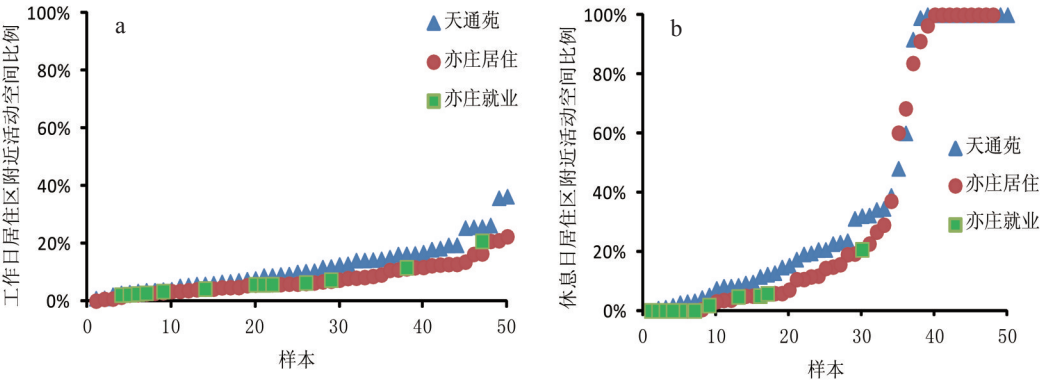 a
工作日居住区附近活动空间比例
100%
80%
60%
40%
20%
0%
0 10 20 30 40 50
样本
天通苑
亦庄居住
亦庄就业
b
休息日居住区附近活动空间比例
100%
80%
60%
40%
20%
0%
0 10 20 30 40 50
样本
天通苑
亦庄居住
亦庄就业